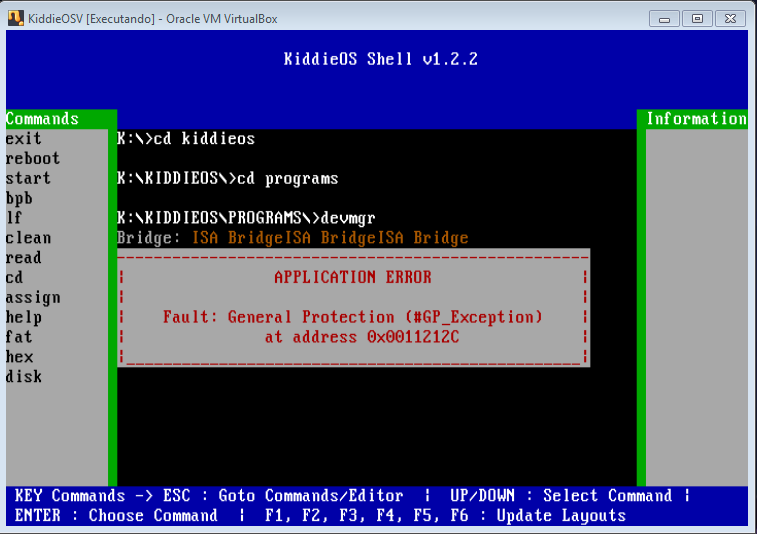 KiddieOSV [Executando] - Oracle VM VirtualBox
KiddieOS Shell v1.2.2
Commands
exit
reboot
start
bpb
lf
clean
read
cd
assign
help
fat
hex
disk
K:\>cd kiddieos
K:\KIDDIEOS\>cd programs
K:\KIDDIEOS\PROGRAMS\>devmgr
Bridge: ISA BridgeISA BridgeISA Bridge
APPLICATION ERROR
Fault: General Protection (#GP_Exception)
at address 0x0011212C
Information
KEY Commands -> ESC : Goto Commands/Editor ¦ UP/DOWN : Select Command ¦
ENTER : Choose Command ¦ F1, F2, F3, F4, F5, F6 : Update Layouts